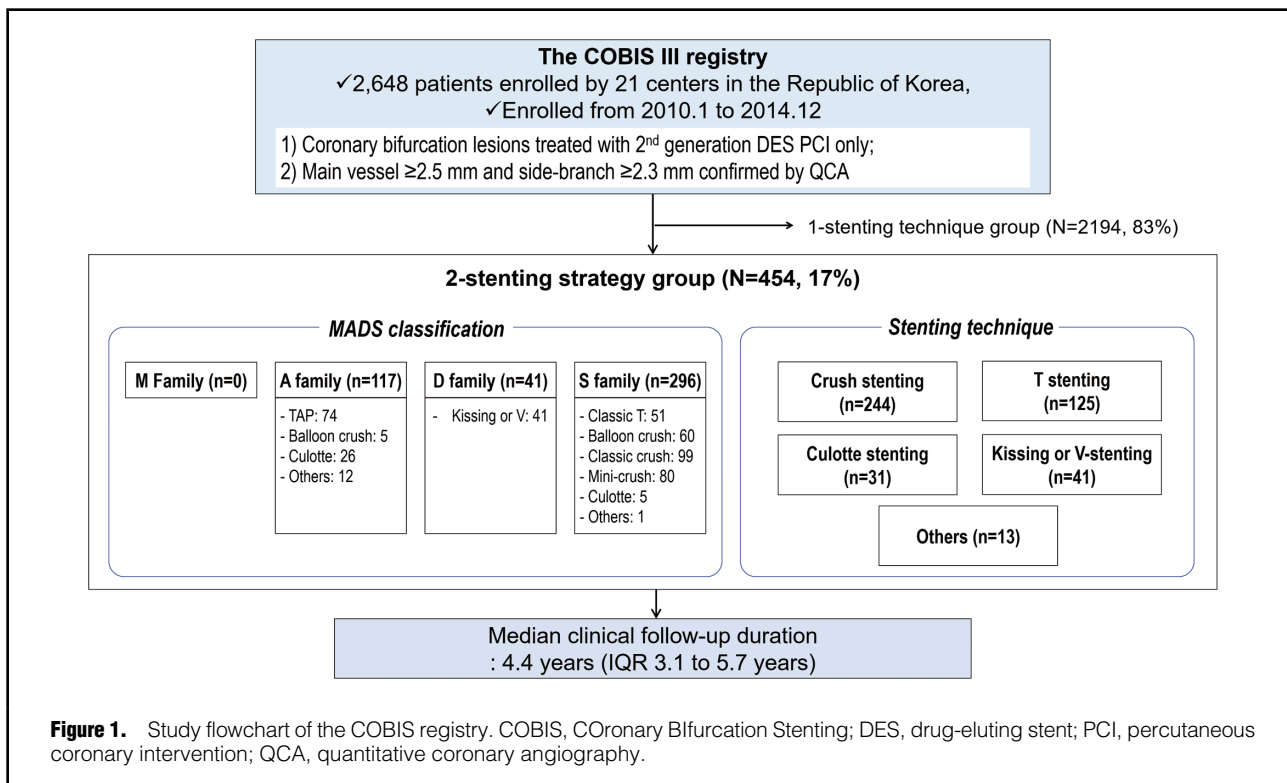 The COBIS III registry
✓2,648 patients enrolled by 21 centers in the Republic of Korea,
✓Enrolled from 2010.1 to 2014.12
1) Coronary bifurcation lesions treated with 2nd generation DES PCI only;
2) Main vessel ≥2.5 mm and side-branch ≥2.3 mm confirmed by QCA
1-stenting technique group (N=2194, 83%)
2-stenting strategy group (N=454, 17%)
MADS classification
M Family (n=0)
A family (n=117)
- TAP: 74
- Balloon crush: 5
- Culotte: 26
- Others: 12
D family (n=41)
- Kissing or V: 41
S family (n=296)
- Classic T: 51
- Balloon crush: 60
- Classic crush: 99
- Mini-crush: 80
- Culotte: 5
- Others: 1
Stenting technique
Crush stenting
(n=244)
T stenting
(n=125)
Culotte stenting
(n=31)
Kissing or V-stenting
(n=41)
Others (n=13)
Median clinical follow-up duration
: 4.4 years (IQR 3.1 to 5.7 years)
Figure 1. Study flowchart of the COBIS registry. COBIS, COronary BIfurcation Stenting; DES, drug-eluting stent; PCI, percutaneous
coronary intervention; QCA, quantitative coronary angiography.